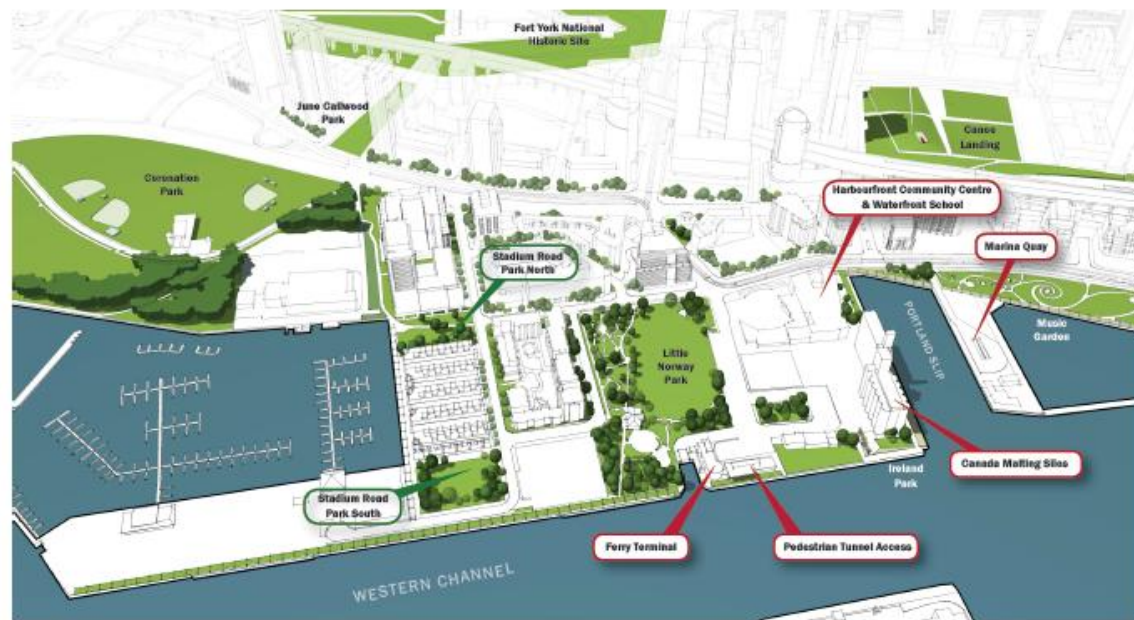 Fort York National
Historic Site
June Callwood
Park
Canoe
Landing
Coronation
Park
Harbourfront Community Centre
& Waterfront School
Marina Quay
Stadium Road
Park North
PORTLAND SLIP
Music
Garden
Little
Norway
Park
Canada Malting Silos
Ireland
Park
Stadium Road
Park South
Ferry Terminal
Pedestrian Tunnel Access
WESTERN CHANNEL